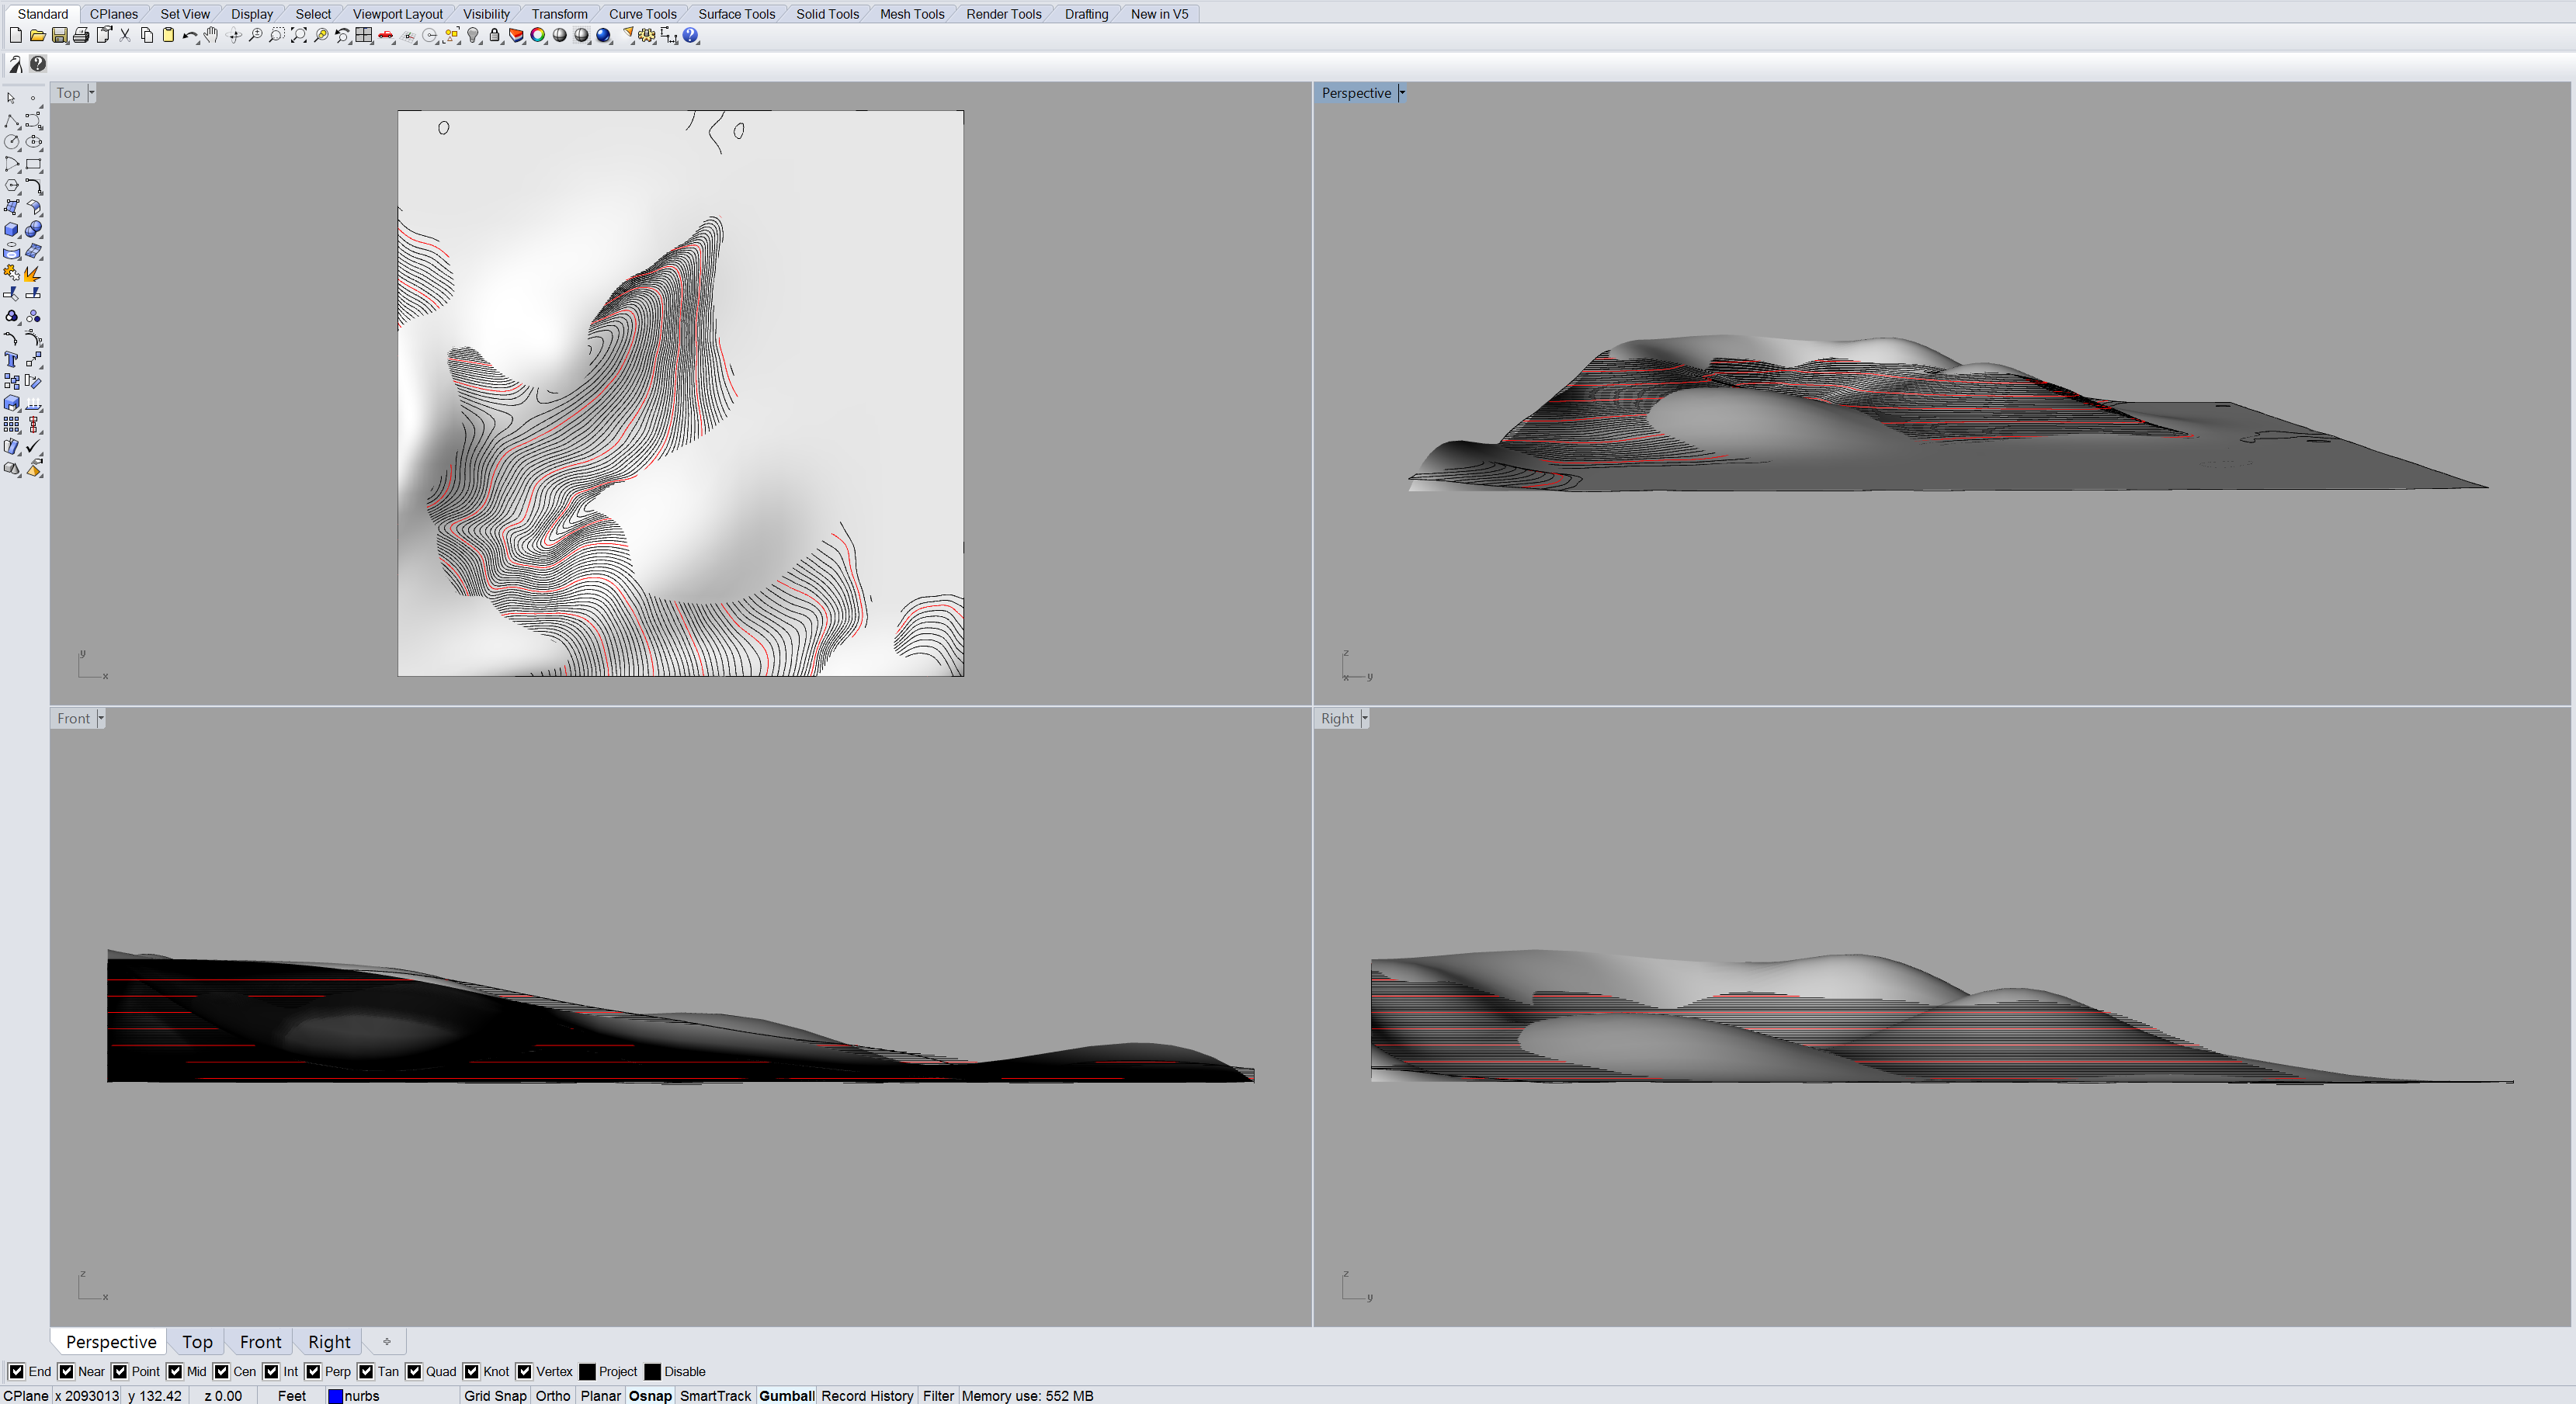 Standard CPlanes Set View Display Select Viewport Layout Visibility Transform Curve Tools Surface Tools Solid Tools Mesh Tools Render Tools Drafting New in V5
Top
Perspective
y
x
z
x y
Front
Right
z
x
z
y
Perspective Top Front Right
End Near Point Mid Cen Int Perp Tan Quad Knot Vertex Project Disable
CPlane x 2093013 y 132.42 z 0.00 Feet nurbs Grid Snap Ortho Planar Osnap SmartTrack Gumball Record History Filter Memory use: 552 MB